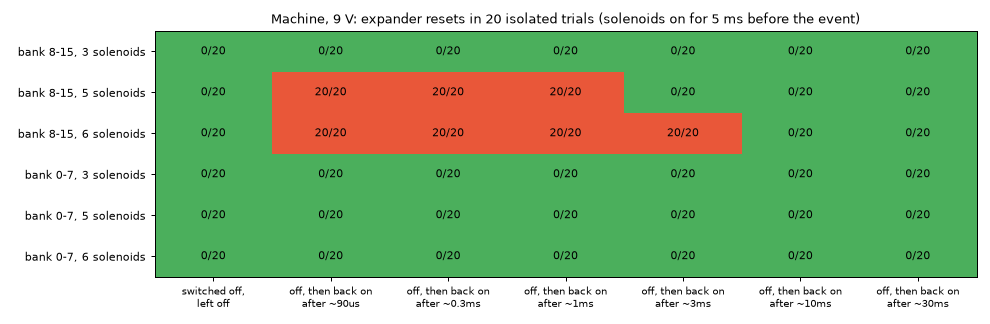 Machine, 9 V: expander resets in 20 isolated trials (solenoids on for 5 ms before the event)
bank 8-15, 3 solenoids 0/20 0/20 0/20 0/20 0/20 0/20 0/20
bank 8-15, 5 solenoids 0/20 20/20 20/20 20/20 0/20 0/20 0/20
bank 8-15, 6 solenoids 0/20 20/20 20/20 20/20 20/20 0/20 0/20
bank 0-7, 3 solenoids 0/20 0/20 0/20 0/20 0/20 0/20 0/20
bank 0-7, 5 solenoids 0/20 0/20 0/20 0/20 0/20 0/20 0/20
bank 0-7, 6 solenoids 0/20 0/20 0/20 0/20 0/20 0/20 0/20
switched off, off, then back on off, then back on off, then back on off, then back on off, then back on off, then back on
left off after ~90us after ~0.3ms after ~1ms after ~3ms after ~10ms after ~30ms